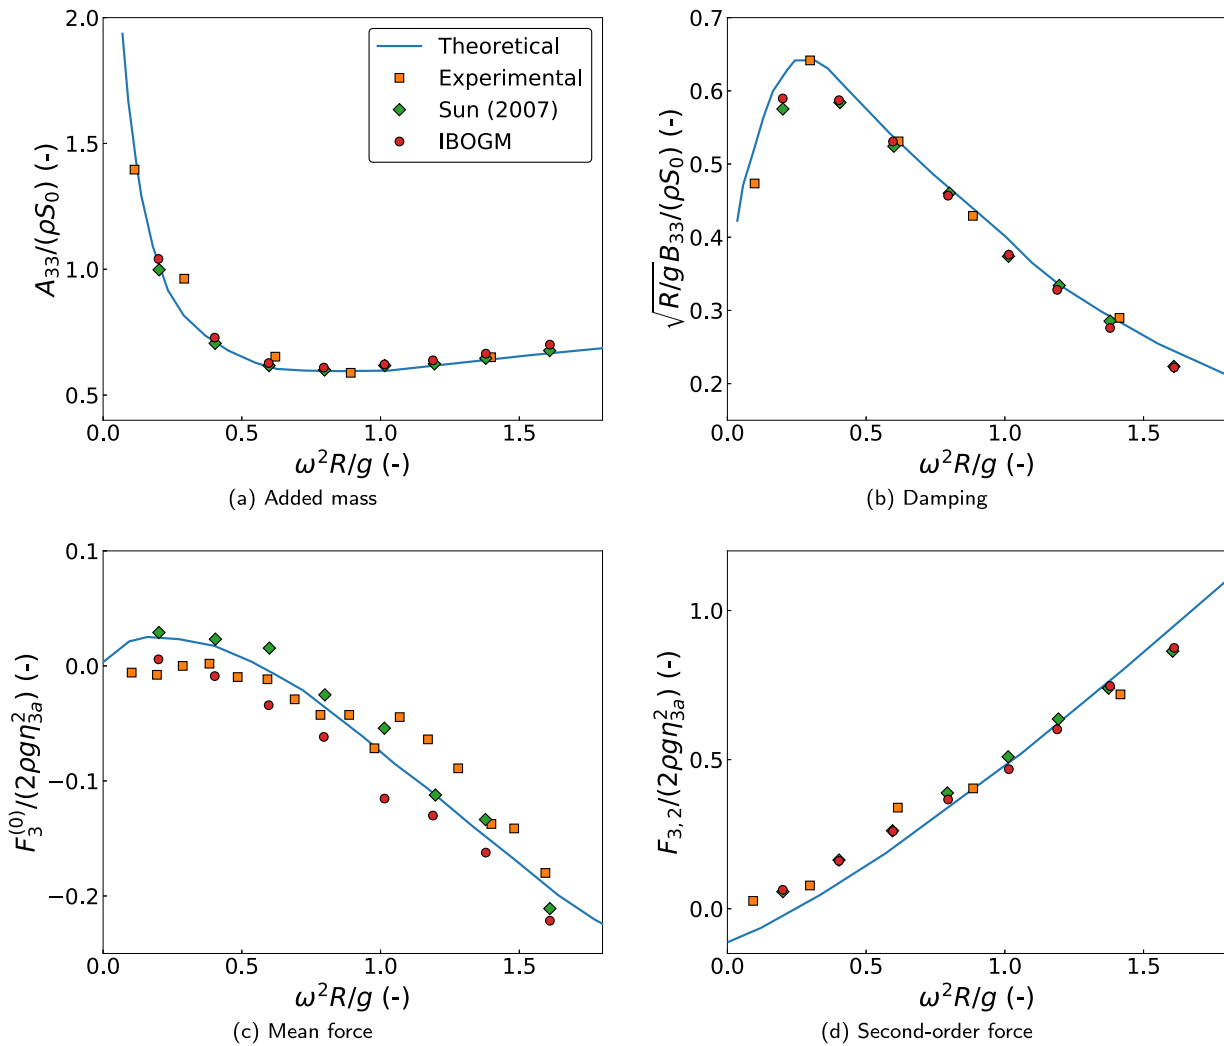 2.0
1.5
1.0
0.5
A₃₃/(ρS₀) (-)
Theoretical
Experimental
Sun (2007)
IBOGM
0.0 0.5 1.0 1.5
ω²R/g (-)
(a) Added mass
0.7
0.6
0.5
0.4
0.3
0.2
√R/gB₃₃/(ρS₀) (-)
0.0 0.5 1.0 1.5
ω²R/g (-)
(b) Damping
0.1
0.0
−0.1
−0.2
F₃⁽⁰⁾/(2ρgη²₃ₐ) (-)
0.0 0.5 1.0 1.5
ω²R/g (-)
(c) Mean force
1.0
0.5
0.0
F₃,₂/(2ρgη²₃ₐ) (-)
0.0 0.5 1.0 1.5
ω²R/g (-)
(d) Second-order force